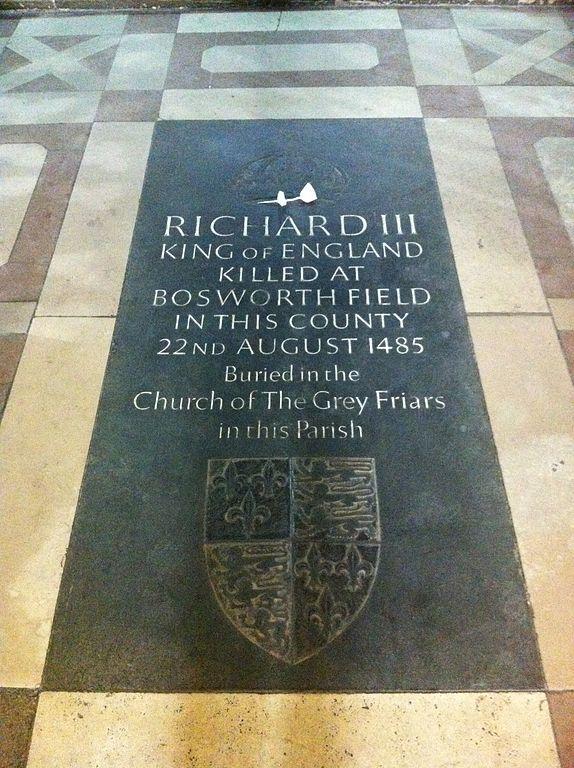 RICHARD III
KING OF ENGLAND
KILLED AT
BOSWORTH FIELD
IN THIS COUNTY
22ND AUGUST 1485
Buried in the
Church of The Grey Friars
in this Parish